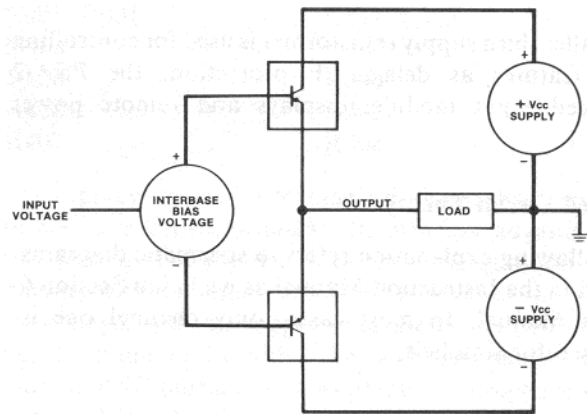 +
+
+ Vcc
SUPPLY
−
+
INTERBASE
BIAS
VOLTAGE
−
INPUT
VOLTAGE
OUTPUT
LOAD
+
− Vcc
SUPPLY
−